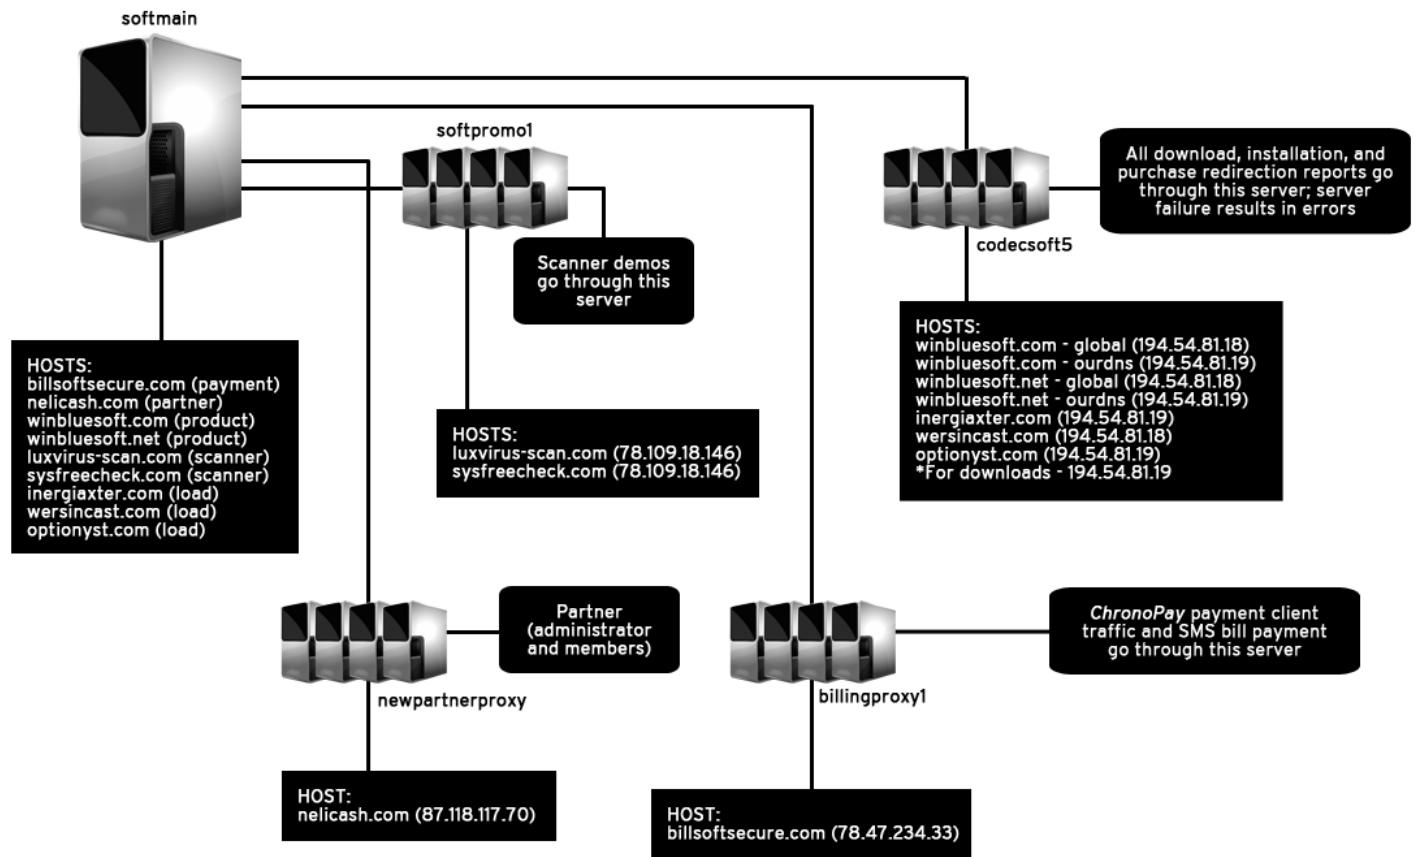 softmain
softpromo1
All download, installation, and
purchase redirection reports go
through this server; server
failure results in errors
codecsoft5
Scanner demos
go through this
server
HOSTS:
billsoftsecure.com (payment)
nelicash.com (partner)
winbluesoft.com (product)
winbluesoft.net (product)
luxvirus-scan.com (scanner)
sysfreecheck.com (scanner)
inergiaxter.com (load)
wersincast.com (load)
optionyst.com (load)
HOSTS:
luxvirus-scan.com (78.109.18.146)
sysfreecheck.com (78.109.18.146)
HOSTS:
winbluesoft.com - global (194.54.81.18)
winbluesoft.com - ourdns (194.54.81.19)
winbluesoft.net - global (194.54.81.18)
winbluesoft.net - ourdns (194.54.81.19)
inergiaxter.com (194.54.81.19)
wersincast.com (194.54.81.18)
optionyst.com (194.54.81.19)
*For downloads - 194.54.81.19
Partner
(administrator
and members)
newpartnerproxy
ChronoPay payment client
traffic and SMS bill payment
go through this server
billingproxy1
HOST:
nelicash.com (87.118.117.70)
HOST:
billsoftsecure.com (78.47.234.33)